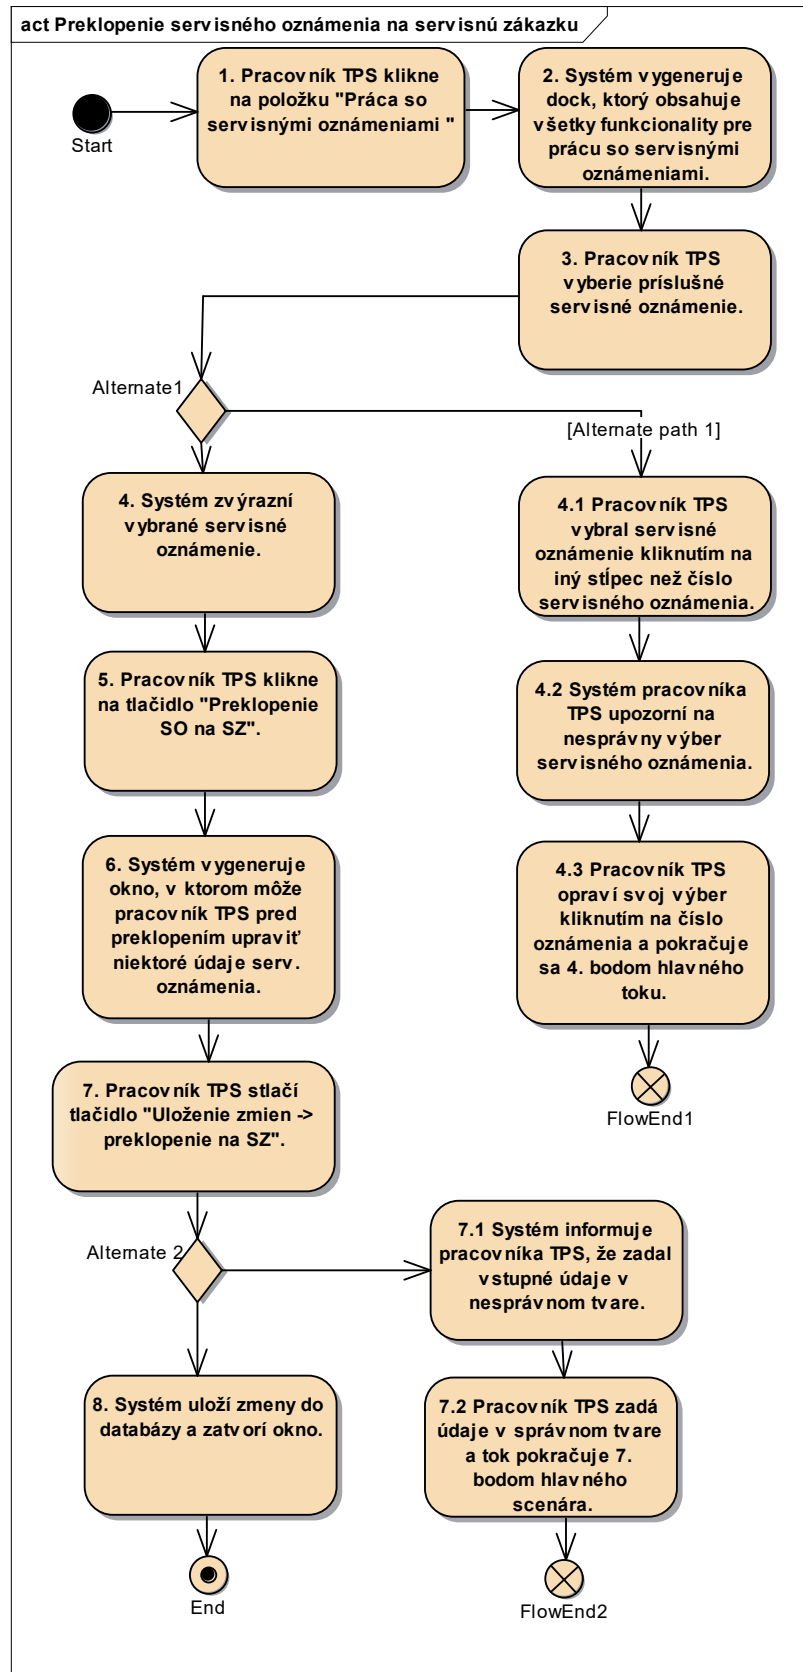 act Preklopenie servisného oznámenia na servisnú zákazku
1. Pracovník TPS klikne
na položku "Práca so
servisnými oznámeniami "
2. Systém vygeneruje
dock, ktorý obsahuje
všetky funkcionality pre
prácu so servisnými
oznámeniami.
Start
3. Pracovník TPS
vyberie príslušné
servisné oznámenie.
Alternate1
[Alternate path 1]
4. Systém zvýrazní
vybrané servisné
oznámenie.
4.1 Pracovník TPS
vybral servisné
oznámenie kliknutím na
iný stĺpec než číslo
servisného oznámenia.
5. Pracovník TPS klikne
na tlačidlo "Preklopenie
SO na SZ".
4.2 Systém pracovníka
TPS upozorní na
nesprávny výber
servisného oznámenia.
6. Systém vygeneruje
okno, v ktorom môže
pracovník TPS pred
preklopením upraviť
niektoré údaje serv.
oznámenia.
4.3 Pracovník TPS
opraví svoj výber
kliknutím na číslo
oznámenia a pokračuje
sa 4. bodom hlavného
toku.
7. Pracovník TPS stlačí
tlačidlo "Uloženie zmien ->
preklopenie na SZ".
FlowEnd1
Alternate 2
7.1 Systém informuje
pracovníka TPS, že zadal
vstupné údaje v
nesprávnom tvare.
8. Systém uloží zmeny do
databázy a zatvorí okno.
7.2 Pracovník TPS zadá
údaje v správnom tvare
a tok pokračuje 7.
bodom hlavného
scenára.
End
FlowEnd2